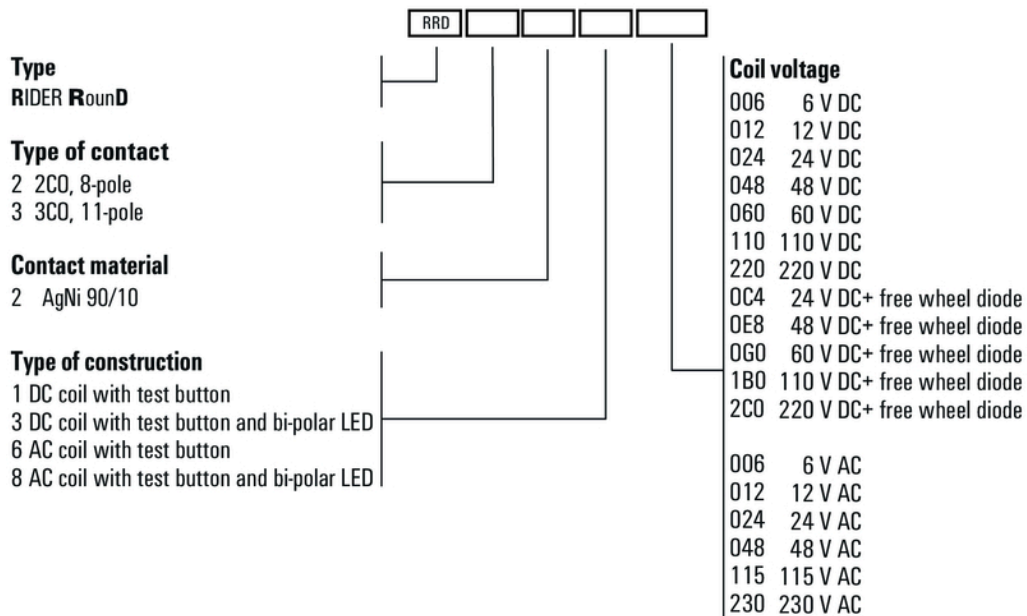 RRD
Type
RIDER RounD
Type of contact
2 2CO, 8-pole
3 3CO, 11-pole
Contact material
2 AgNi 90/10
Type of construction
1 DC coil with test button
3 DC coil with test button and bi-polar LED
6 AC coil with test button
8 AC coil with test button and bi-polar LED
Coil voltage
006 6 V DC
012 12 V DC
024 24 V DC
048 48 V DC
060 60 V DC
110 110 V DC
220 220 V DC
0C4 24 V DC+ free wheel diode
0E8 48 V DC+ free wheel diode
0G0 60 V DC+ free wheel diode
1B0 110 V DC+ free wheel diode
2C0 220 V DC+ free wheel diode
006 6 V AC
012 12 V AC
024 24 V AC
048 48 V AC
115 115 V AC
230 230 V AC